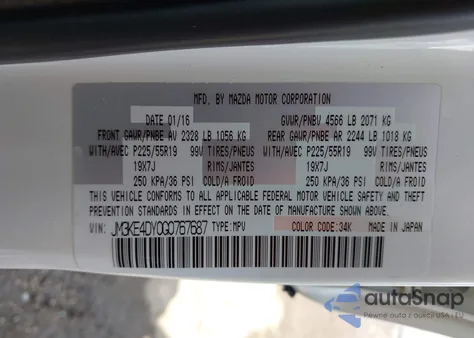 MFD. BY MAZDA MOTOR CORPORATION
DATE 01/16 GVWR/PNBV 4566 LB 2071 KG
FRONT GAWR/PNBE AV 2328 LB 1056 KG REAR GAWR/PNBE AR 2244 LB 1018 KG
WITH/AVEC P225/55R19 99V TIRES/PNEUS WITH/AVEC P225/55R19 99V TIRES/PNEUS
19X7J RIMS/JANTES 19X7J RIMS/JANTES
250 KPA/36 PSI COLD/A FROID 250 KPA/36 PSI COLD/A FROID
THIS VEHICLE CONFORMS TO ALL APPLICABLE FEDERAL MOTOR VEHICLE SAFETY
AND THEFT PREVENTION STANDARDS IN EFFECT ON THE DATE OF MANUFACTURE SHOWN ABOVE.
VIN: JM3KE4DY0G0767687 TYPE:MPV COLOR CODE:34K MADE IN JAPAN
autoSnap
Auto z aukcji USA i EU